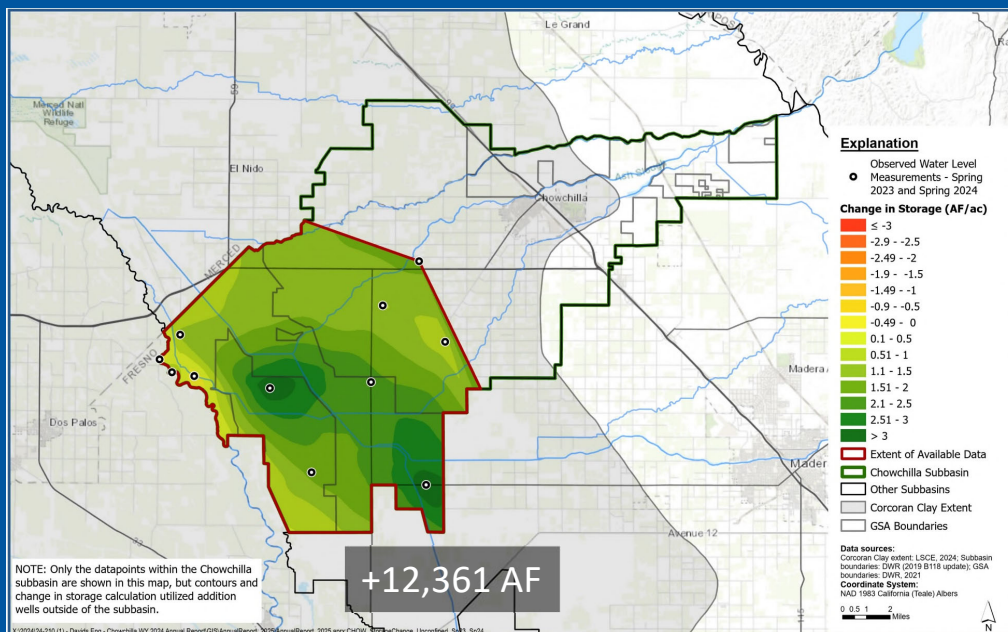 Le Grand
Merced Natl
Wildlife
Refuge
59
El Nido
Chowchilla
MERCED
FRESNO
Dos Palos
Madera
Mader
Avenue 12
33
Explanation
Observed Water Level
Measurements - Spring
2023 and Spring 2024
Change in Storage (AF/ac)
≤ -3
-2.9 - -2.5
-2.49 - -2
-1.9 - -1.5
-1.49 - -1
-0.9 - -0.5
-0.49 - 0
0.1 - 0.5
0.51 - 1
1.1 - 1.5
1.51 - 2
2.1 - 2.5
2.51 - 3
> 3
Extent of Available Data
Chowchilla Subbasin
Other Subbasins
Corcoran Clay Extent
GSA Boundaries
Data sources:
Corcoran Clay extent: LSCE, 2024; Subbasin
boundaries: DWR (2019 B118 update); GSA
boundaries: DWR, 2021
Coordinate System:
NAD 1983 California (Teale) Albers
0 0.5 1 2
Miles
N
NOTE: Only the datapoints within the Chowchilla
subbasin are shown in this map, but contours and
change in storage calculation utilized addition
wells outside of the subbasin.
+12,361 AF